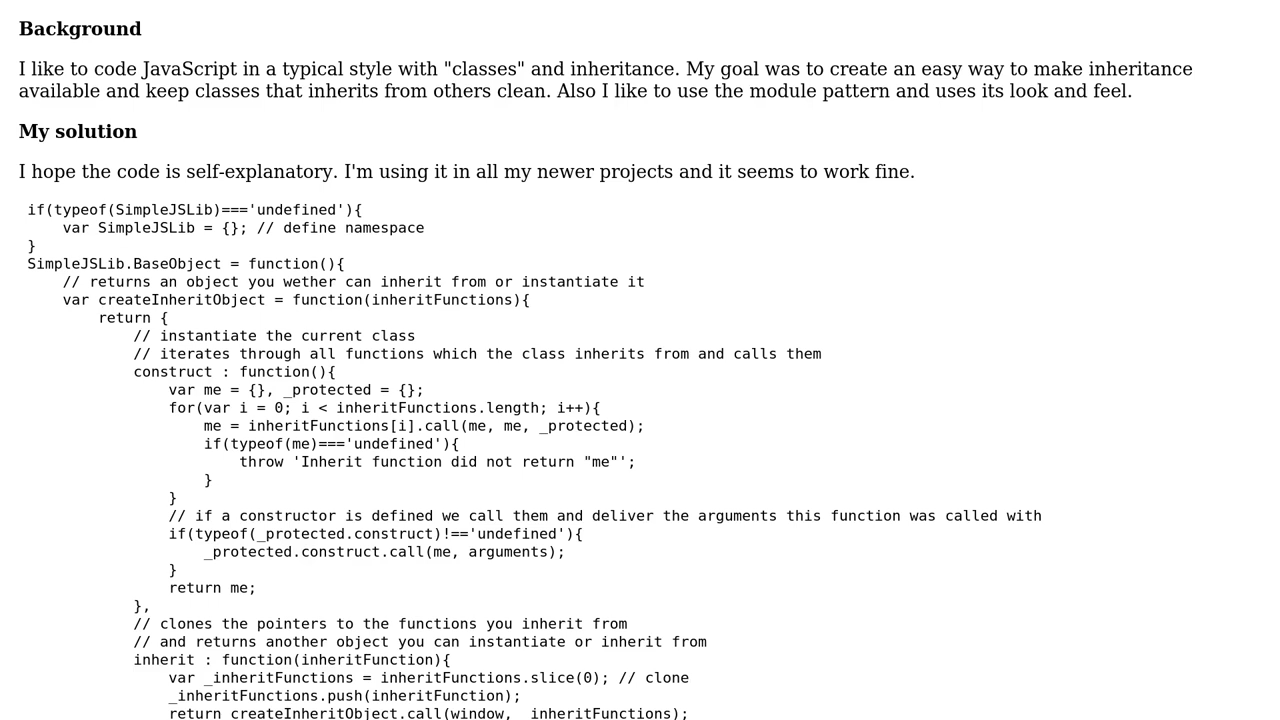 Background
I like to code JavaScript in a typical style with "classes" and inheritance. My goal was to create an easy way to make inheritance
available and keep classes that inherits from others clean. Also I like to use the module pattern and uses its look and feel.
My solution
I hope the code is self-explanatory. I'm using it in all my newer projects and it seems to work fine.
if(typeof(SimpleJSLib)==='undefined'){
    var SimpleJSLib = {}; // define namespace
}
SimpleJSLib.BaseObject = function(){
    // returns an object you wether can inherit from or instantiate it
    var createInheritObject = function(inheritFunctions){
        return {
            // instantiate the current class
            // iterates through all functions which the class inherits from and calls them
            construct : function(){
                var me = {}, _protected = {};
                for(var i = 0; i < inheritFunctions.length; i++){
                    me = inheritFunctions[i].call(me, me, _protected);
                    if(typeof(me)==='undefined'){
                        throw 'Inherit function did not return "me"';
                    }
                }
                // if a constructor is defined we call them and deliver the arguments this function was called with
                if(typeof(_protected.construct)!=='undefined'){
                    _protected.construct.call(me, arguments);
                }
                return me;
            },
            // clones the pointers to the functions you inherit from
            // and returns another object you can instantiate or inherit from
            inherit : function(inheritFunction){
                var _inheritFunctions = inheritFunctions.slice(0); // clone
                _inheritFunctions.push(inheritFunction);
                return createInheritObject.call(window, _inheritFunctions);